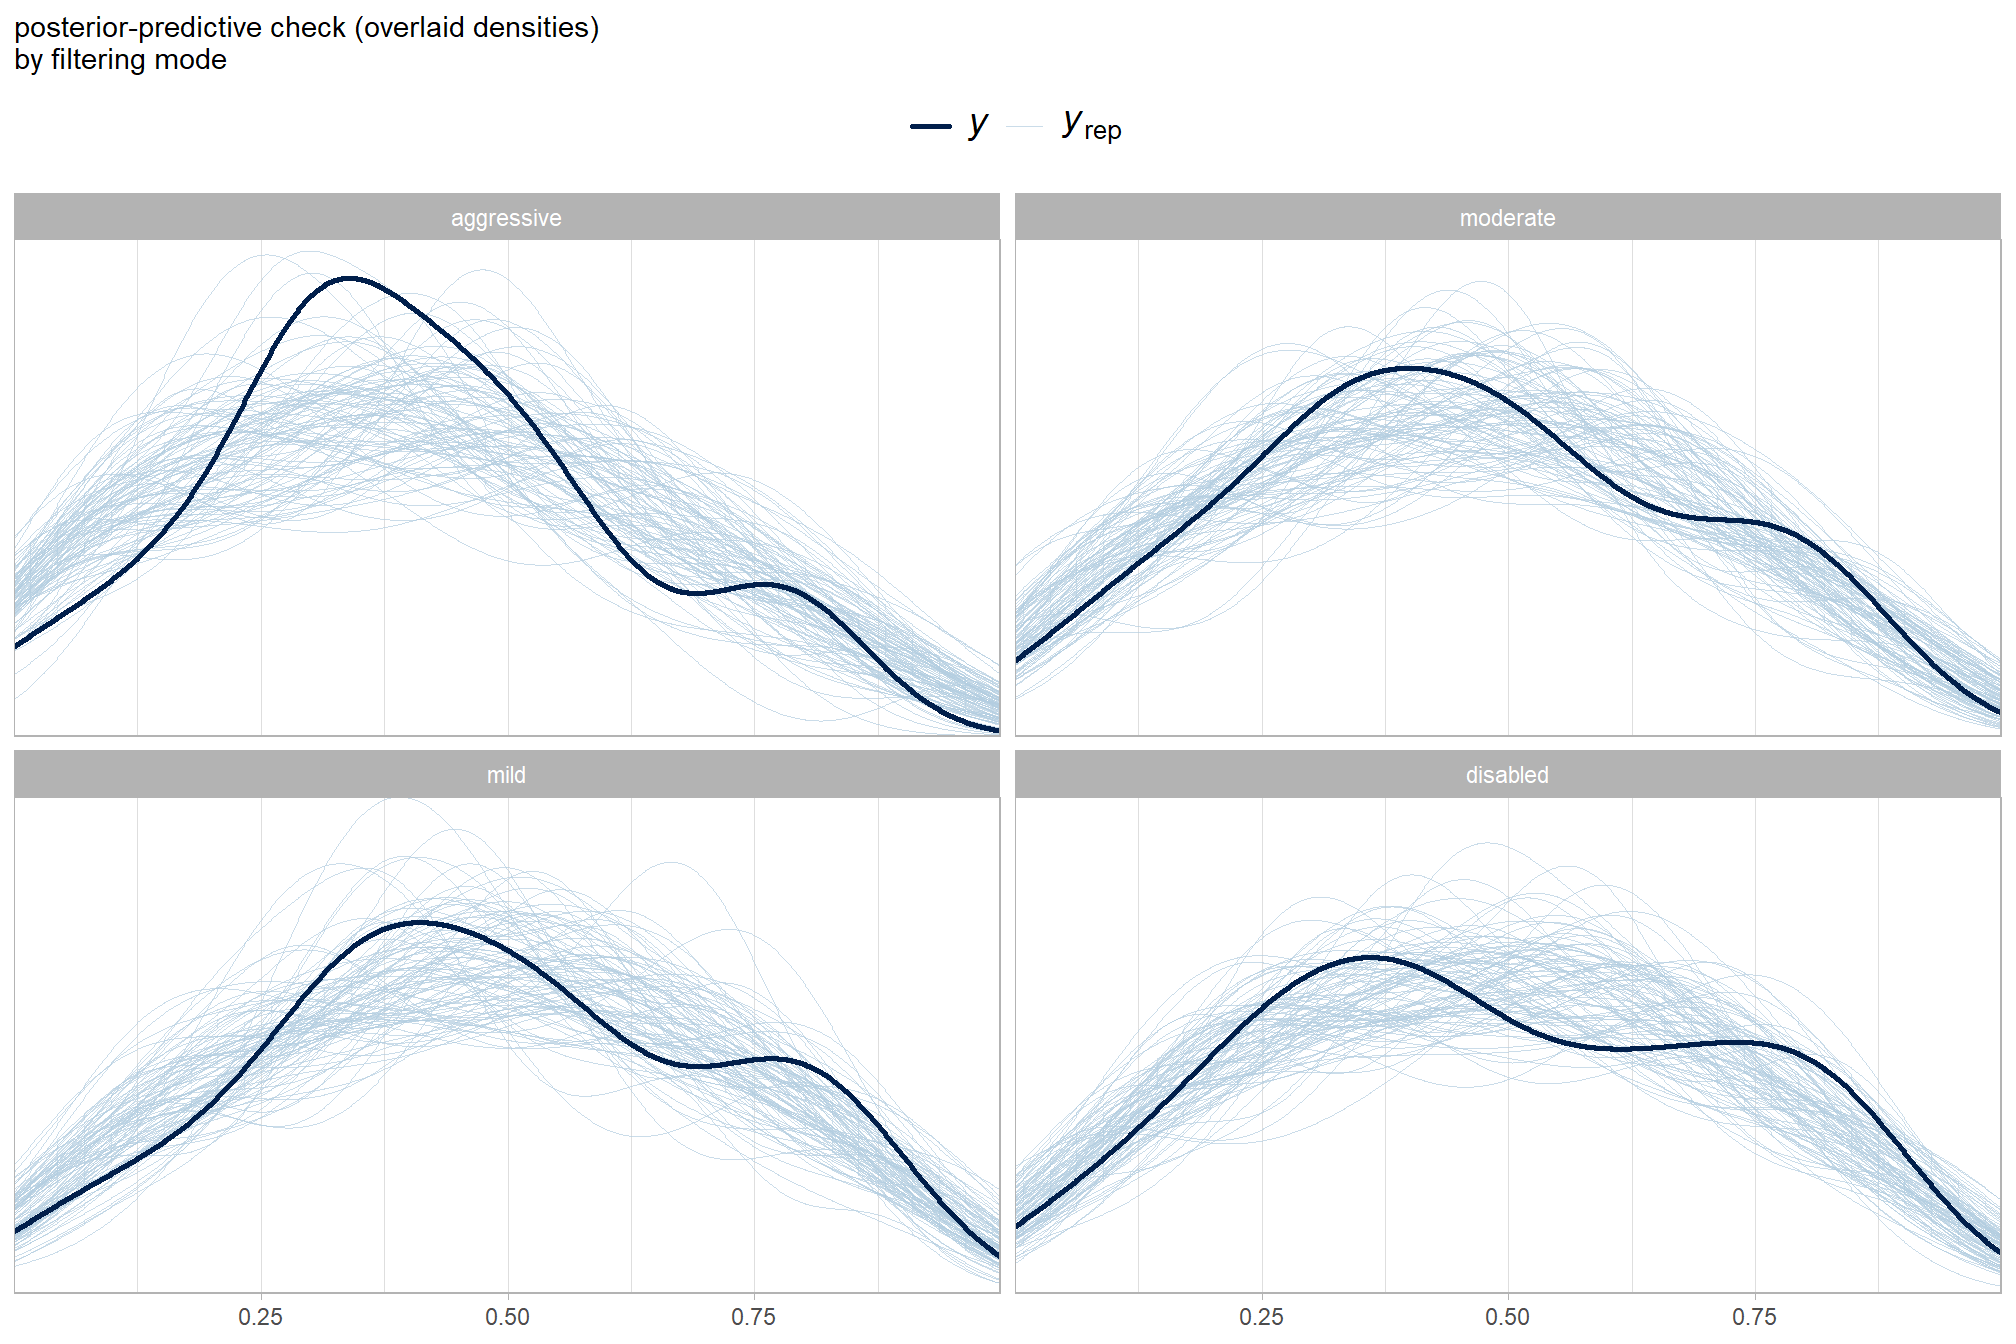 posterior-predictive check (overlaid densities)
by filtering mode
y y rep
aggressive
moderate
mild
disabled
0.25 0.50 0.75
0.25 0.50 0.75